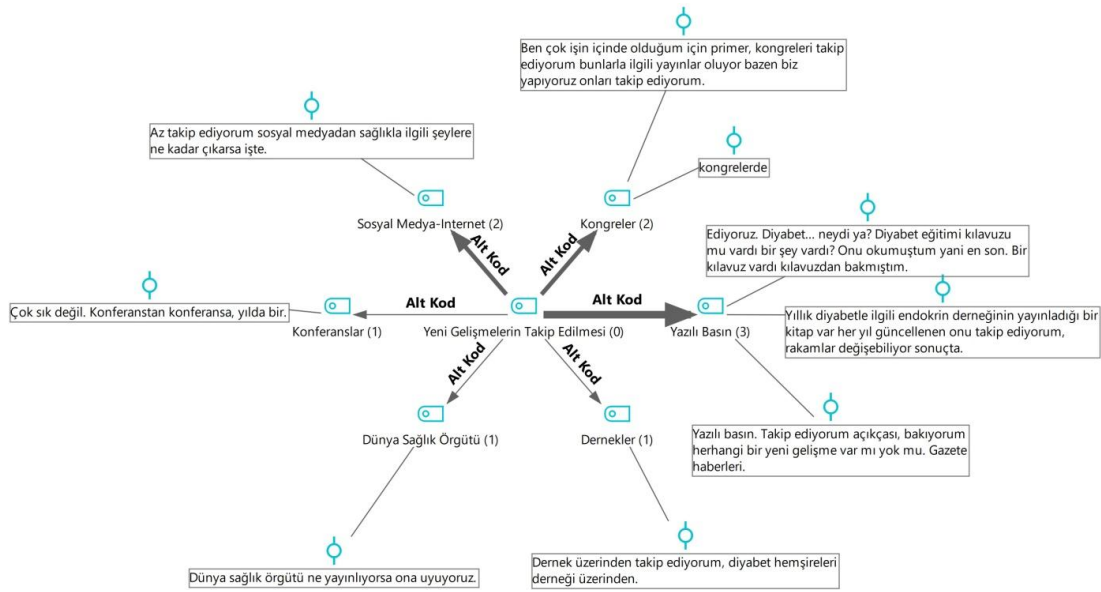 Ben çok işin içinde olduğum için primer, kongreleri takip
ediyorum bunlarla ilgili yayınlar oluyor bazen biz
yapıyoruz onları takip ediyorum.
Az takip ediyorum sosyal medyadan sağlıkla ilgili şeylere
ne kadar çıkarsa işte.
kongrelerde
Sosyal Medya-Internet (2)
Kongreler (2)
Alt Kod
Alt Kod
Ediyoruz. Diyabet... neydi ya? Diyabet eğitimi kılavuzu
mu vardı bir şey vardı? Onu okumuştum yani en son. Bir
kılavuz vardı kılavuzdan bakmıştım.
Çok sık değil. Konferanstan konferansa, yılda bir.
Konferanslar (1)
Alt Kod
Yeni Gelişmelerin Takip Edilmesi (0)
Alt Kod
Yazılı Basın (3)
Yıllık diyabetle ilgili endokrin derneğinin yayınladığı bir
kitap var her yıl güncellenen onu takip ediyorum,
rakamlar değişebiliyor sonuçta.
Alt Kod
Alt Kod
Dünya Sağlık Örgütü (1)
Dernekler (1)
Yazılı basın. Takip ediyorum açıkçası, bakıyorum
herhangi bir yeni gelişme var mı yok mu. Gazete
haberleri.
Dünya sağlık örgütü ne yayınlıyorsa ona uyuyoruz.
Dernek üzerinden takip ediyorum, diyabet hemşireleri
derneği üzerinden.